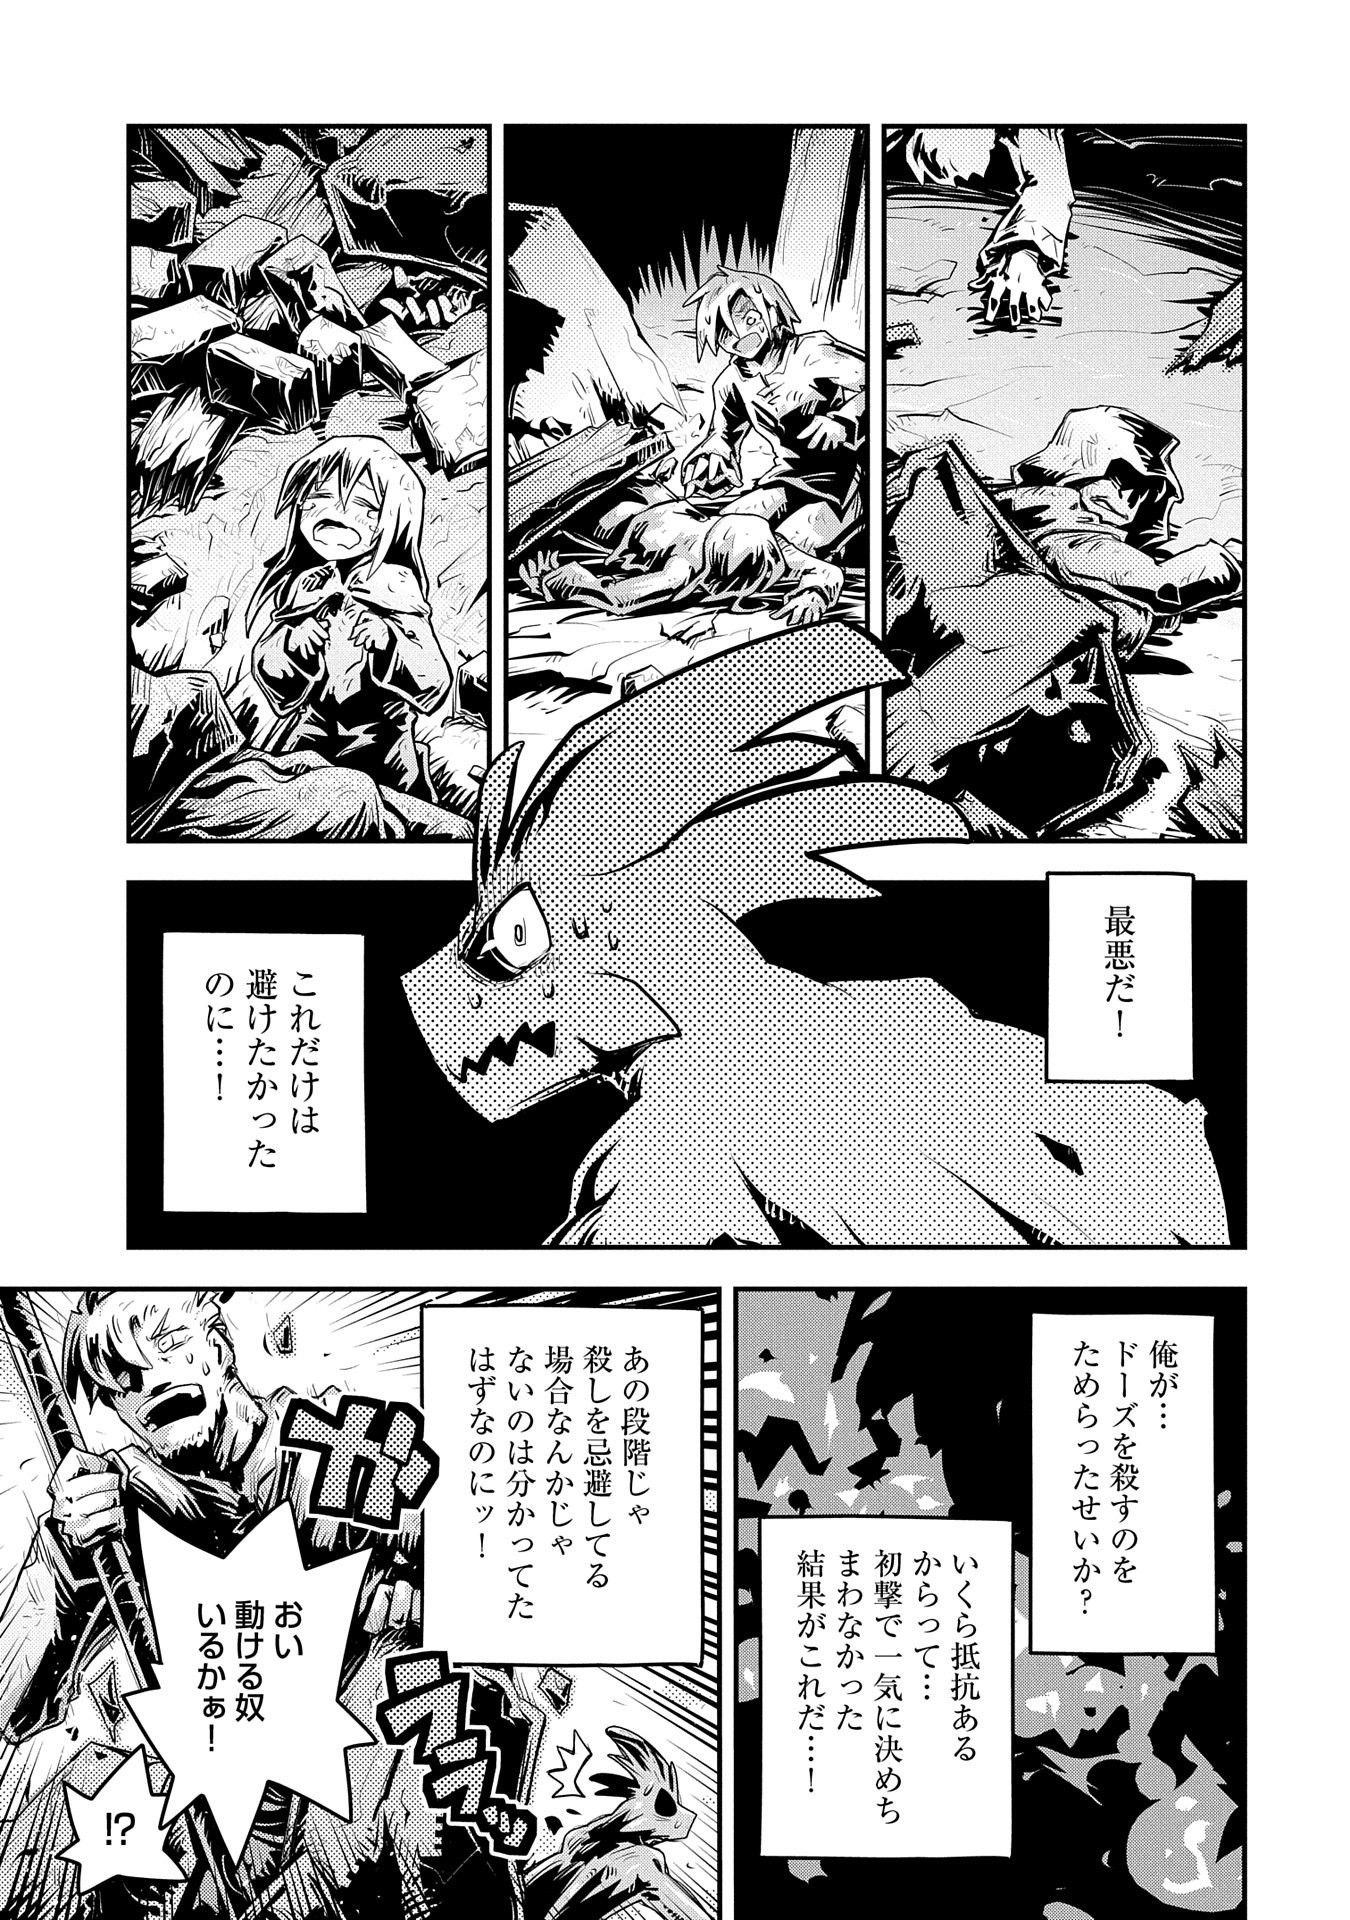 最悪だ！
これだけは
避けたかった
のに…！
俺が…
ドーズを殺すのを
ためらったせいか？
いくら抵抗ある
からって…
初撃で一気に決めち
まわなかった
結果がこれだ…！
あの段階じゃ
殺しを忌避してる
場合なんかじゃ
ないのは分かってた
はずなのにッ！
ガ
ラララッ
おい
動ける奴
いるかぁ！
!?